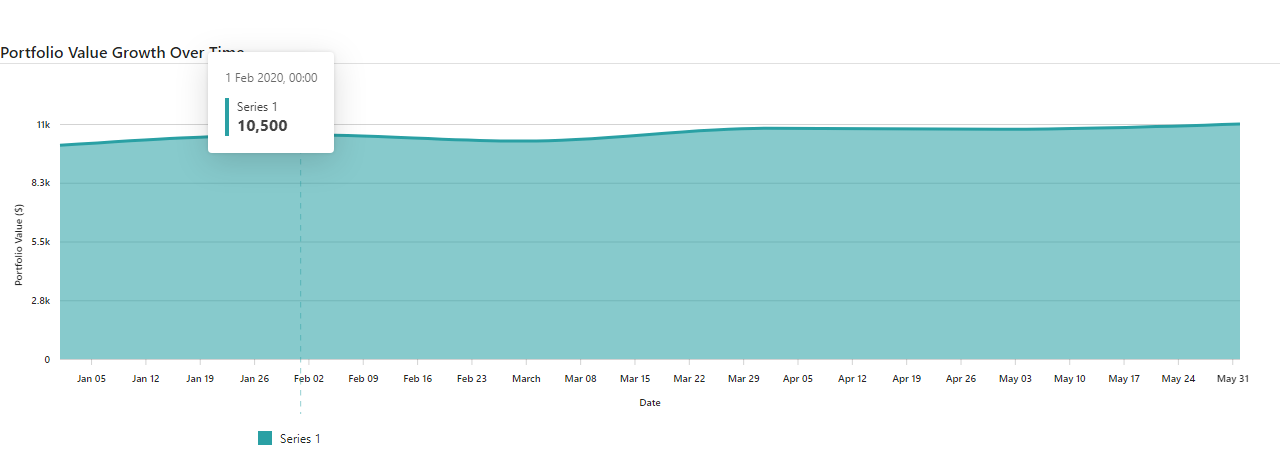 Portfolio Value Growth Over Time
1 Feb 2020, 00:00
Series 1
10,500
11k
8.3k
5.5k
2.8k
0
Portfolio Value ($)
Jan 05 Jan 12 Jan 19 Jan 26 Feb 02 Feb 09 Feb 16 Feb 23 March Mar 08 Mar 15 Mar 22 Mar 29 Apr 05 Apr 12 Apr 19 Apr 26 May 03 May 10 May 17 May 24 May 31
Date
Series 1